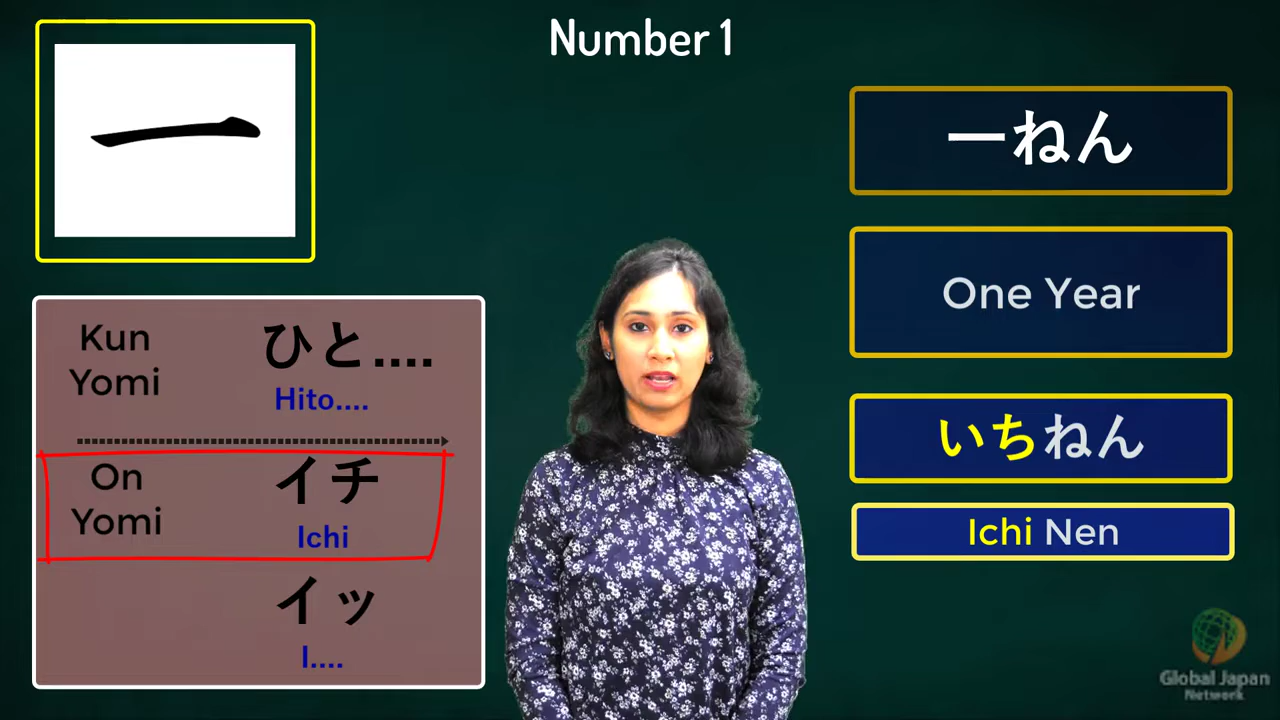 Number 1
一
Kun
Yomi
ひと....
Hito....
On
Yomi
イチ
Ichi
イッ
I....
一ねん
One Year
いちねん
Ichi Nen
Global Japan
Network